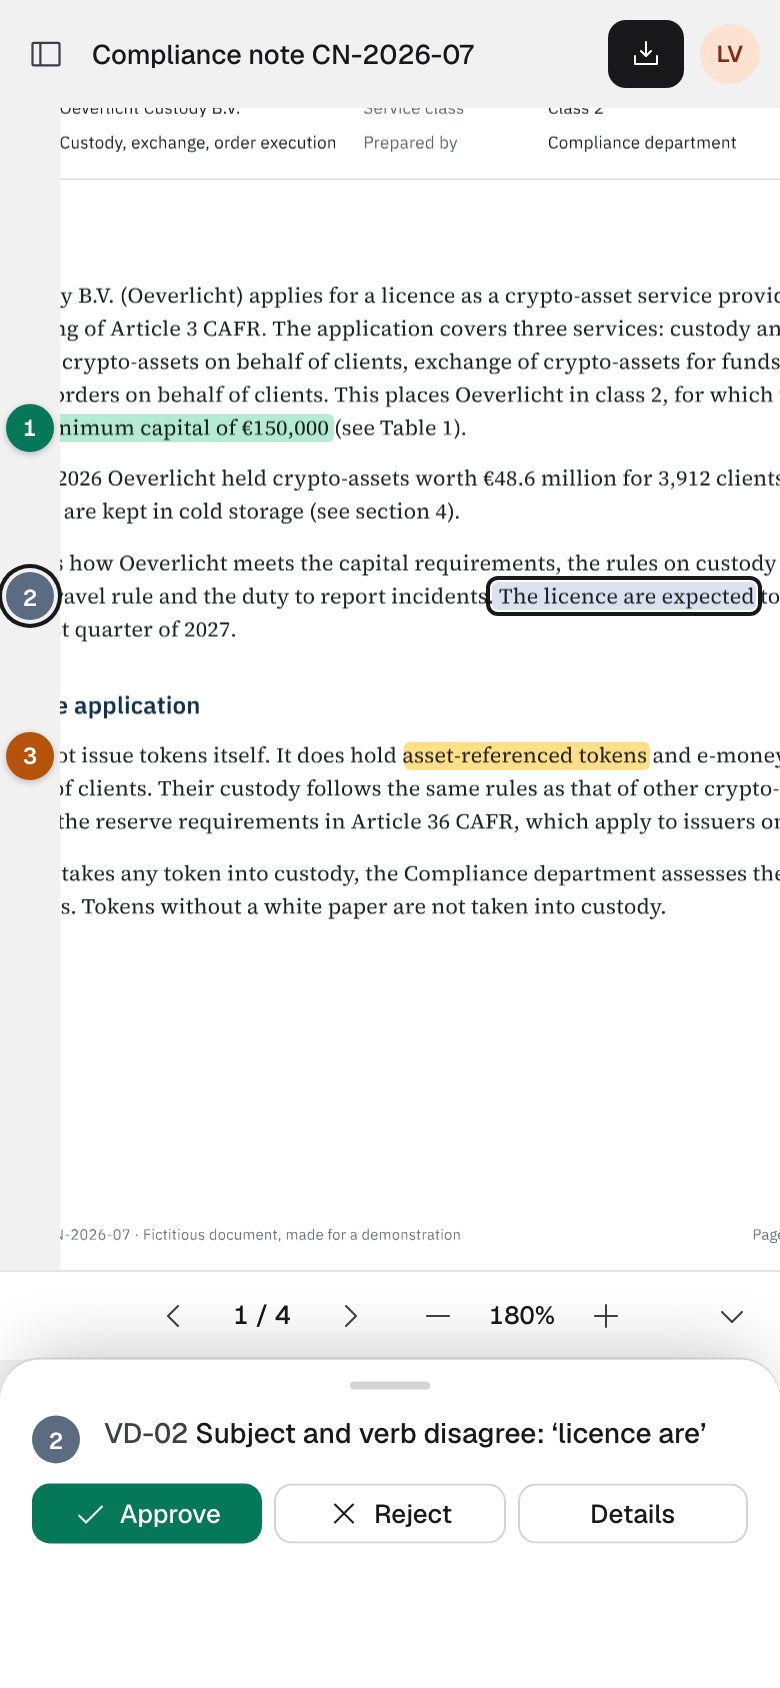 Compliance note CN-2026-07
LV
Oeverlicht Custody B.V. Service class Class 2
Custody, exchange, order execution Prepared by Compliance department
y B.V. (Oeverlicht) applies for a licence as a crypto-asset service provid
ng of Article 3 CAFR. The application covers three services: custody an
crypto-assets on behalf of clients, exchange of crypto-assets for funds
orders on behalf of clients. This places Oeverlicht in class 2, for which
1
nimum capital of €150,000 (see Table 1).
2026 Oeverlicht held crypto-assets worth €48.6 million for 3,912 clients
are kept in cold storage (see section 4).
s how Oeverlicht meets the capital requirements, the rules on custody
2
ravel rule and the duty to report incidents. The licence are expected to
t quarter of 2027.
e application
3
ot issue tokens itself. It does hold asset-referenced tokens and e-money
of clients. Their custody follows the same rules as that of other crypto-
the reserve requirements in Article 36 CAFR, which apply to issuers on
takes any token into custody, the Compliance department assesses the
s. Tokens without a white paper are not taken into custody.
N-2026-07 · Fictitious document, made for a demonstration Page
1 / 4 180%
2 VD-02 Subject and verb disagree: ‘licence are’
Approve Reject Details